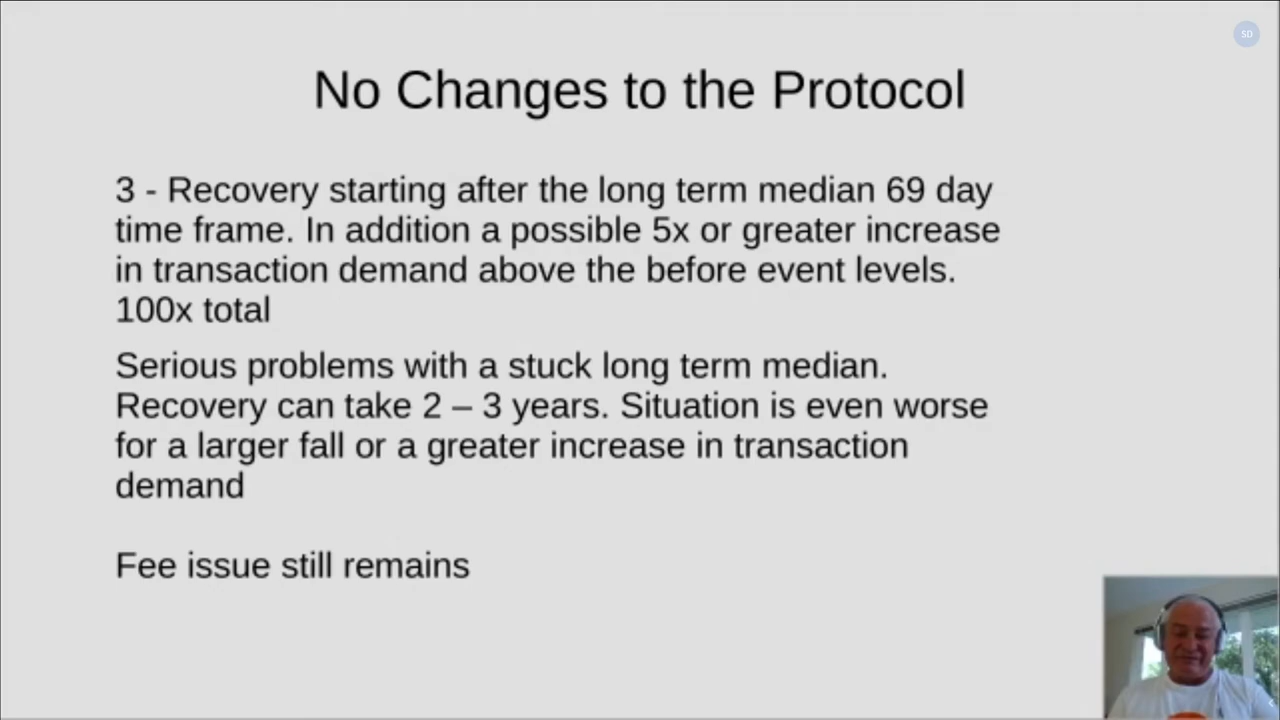 SD
No Changes to the Protocol
3 - Recovery starting after the long term median 69 day
time frame. In addition a possible 5x or greater increase
in transaction demand above the before event levels.
100x total
Serious problems with a stuck long term median.
Recovery can take 2 – 3 years. Situation is even worse
for a larger fall or a greater increase in transaction
demand
Fee issue still remains